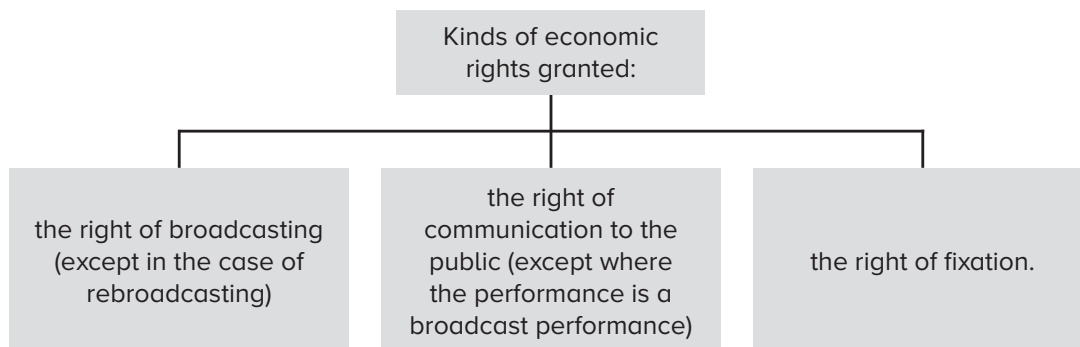 Kinds of economic
rights granted:
the right of broadcasting
(except in the case of
rebroadcasting)
the right of
communication to the
public (except where
the performance is a
broadcast performance)
the right of fixation.